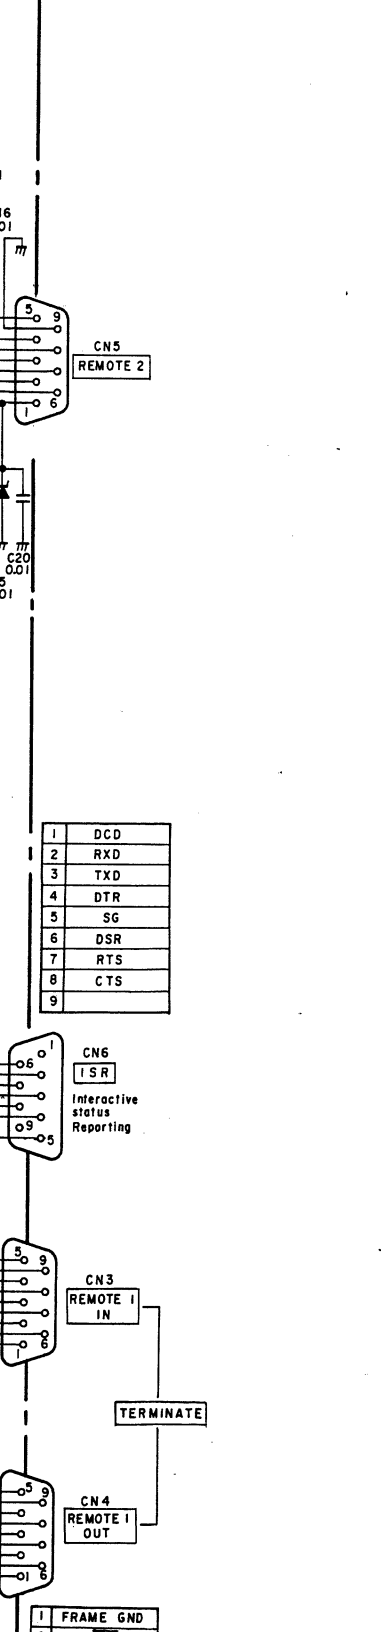 16
01
5 9
CN5
REMOTE 2
1 6
C20
0.01
5
01
1 DCD
2 RXD
3 TXD
4 DTR
5 SG
6 DSR
7 RTS
8 CTS
9
1
6
CN6
ISR
Interactive
status
Reporting
9
5
5 9
CN3
REMOTE 1
IN
1 6
TERMINATE
5 9
CN4
REMOTE 1
OUT
1 6
1 FRAME GND